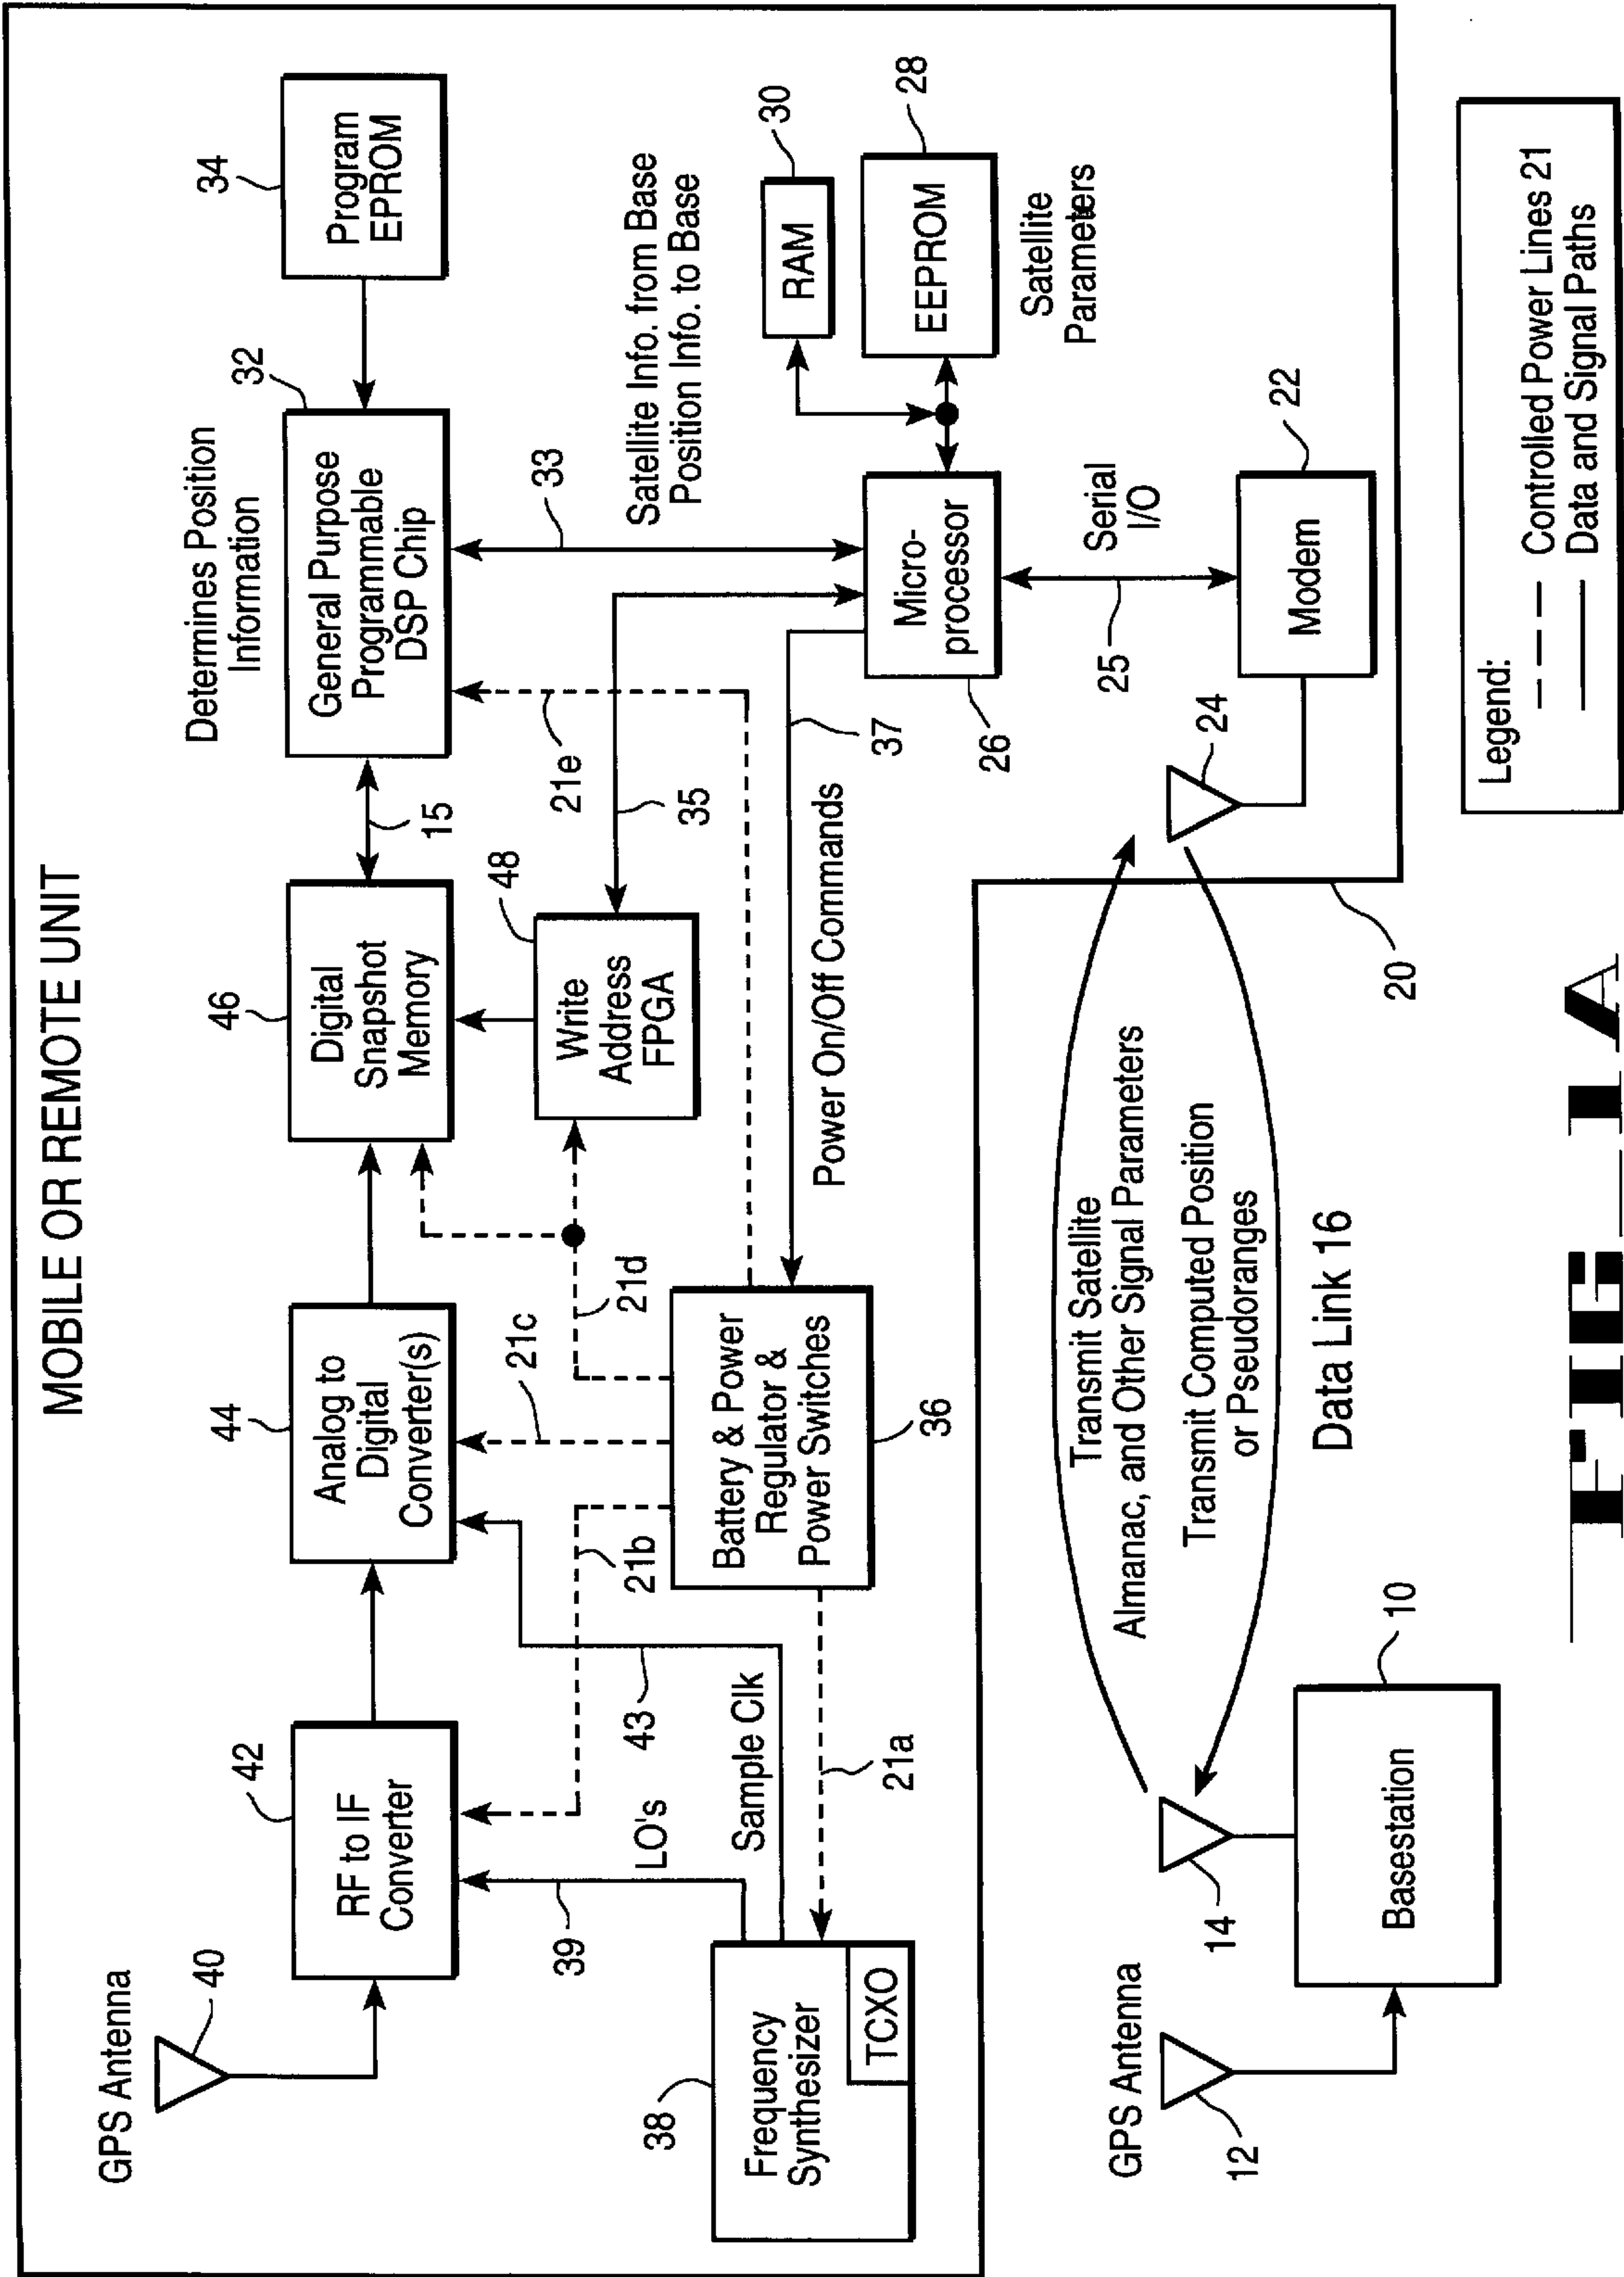 MOBILE OR REMOTE UNIT
GPS Antenna
40
42
RF to IF
Converter
44
Analog to
Digital
Converter(s)
46
Digital
Snapshot
Memory
15
Determines Position
Information
32
General Purpose
Programmable
DSP Chip
34
Program
EPROM
39
LO's
43
Sample Clk
21b
21c
21d
48
Write
Address
FPGA
21e
35
33
Satellite Info. from Base
Position Info. to Base
30
RAM
28
EEPROM
Satellite
Parameters
38
Frequency
Synthesizer
TCXO
21a
Battery & Power
Regulator &
Power Switches
36
Power On/Off Commands
37
Micro-
processor
26
25
Serial
I/O
22
Modem
24
20
GPS Antenna
12
14
10
Basestation
Transmit Satellite
Almanac, and Other Signal Parameters
Transmit Computed Position
or Pseudoranges
Data Link 16
Legend:
Controlled Power Lines 21
Data and Signal Paths
FIG 1A